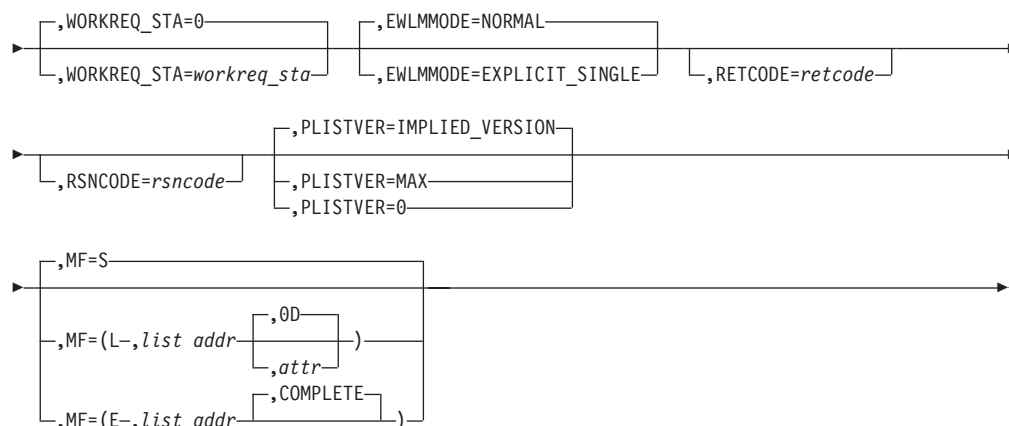 ,WORKREQ_STA=0 ,EWLMMODE=NORMAL
,WORKREQ_STA=workreq_sta ,EWLMMODE=EXPLICIT_SINGLE ,RETCODE=retcode
,PLISTVER=IMPLIED_VERSION
,RSNCODE=rsncode ,PLISTVER=MAX
,PLISTVER=0
,MF=S
,0D
,MF=(L ,list addr )
,attr
,COMPLETE
,MF=(E ,list addr )